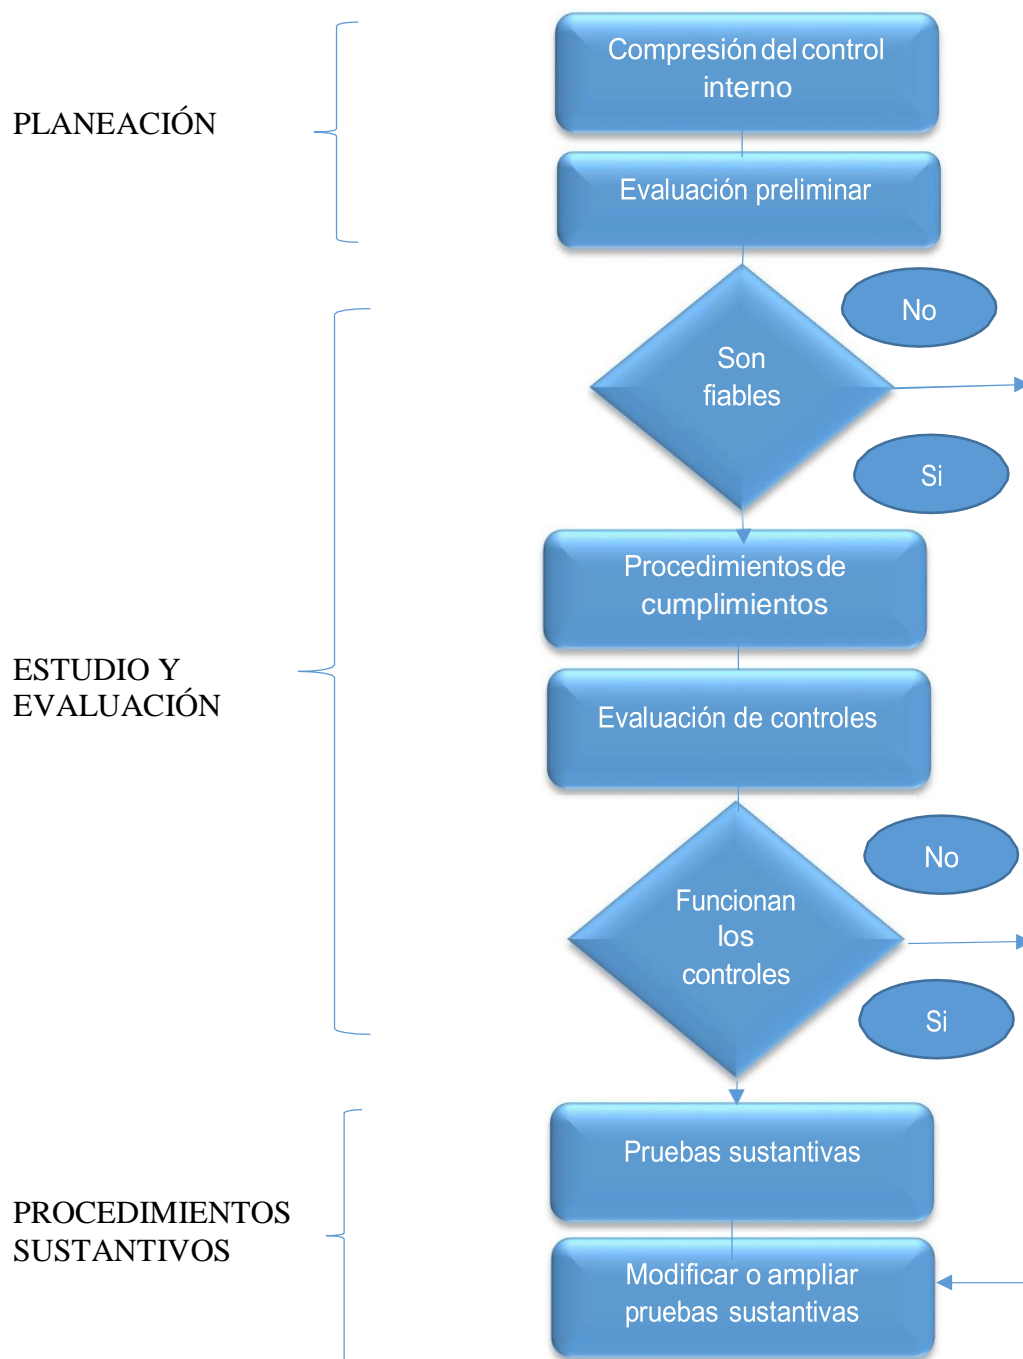 Compresión del control
interno
PLANEACIÓN
Evaluación preliminar
No
Son
fiables
Si
Procedimientos de
cumplimientos
ESTUDIO Y
EVALUACIÓN
Evaluación de controles
No
Funcionan
los
controles
Si
Pruebas sustantivas
PROCEDIMIENTOS
SUSTANTIVOS
Modificar o ampliar
pruebas sustantivas